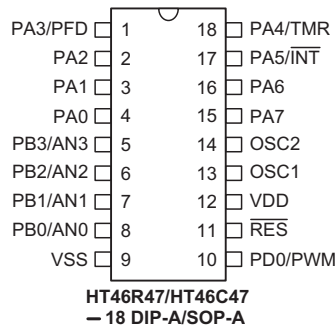 PA3/PFD 1 18 PA4/TMR
PA2 2 17 PA5/INT
PA1 3 16 PA6
PA0 4 15 PA7
PB3/AN3 5 14 OSC2
PB2/AN2 6 13 OSC1
PB1/AN1 7 12 VDD
PB0/AN0 8 11 RES
VSS 9 10 PD0/PWM
HT46R47/HT46C47
– 18 DIP-A/SOP-A